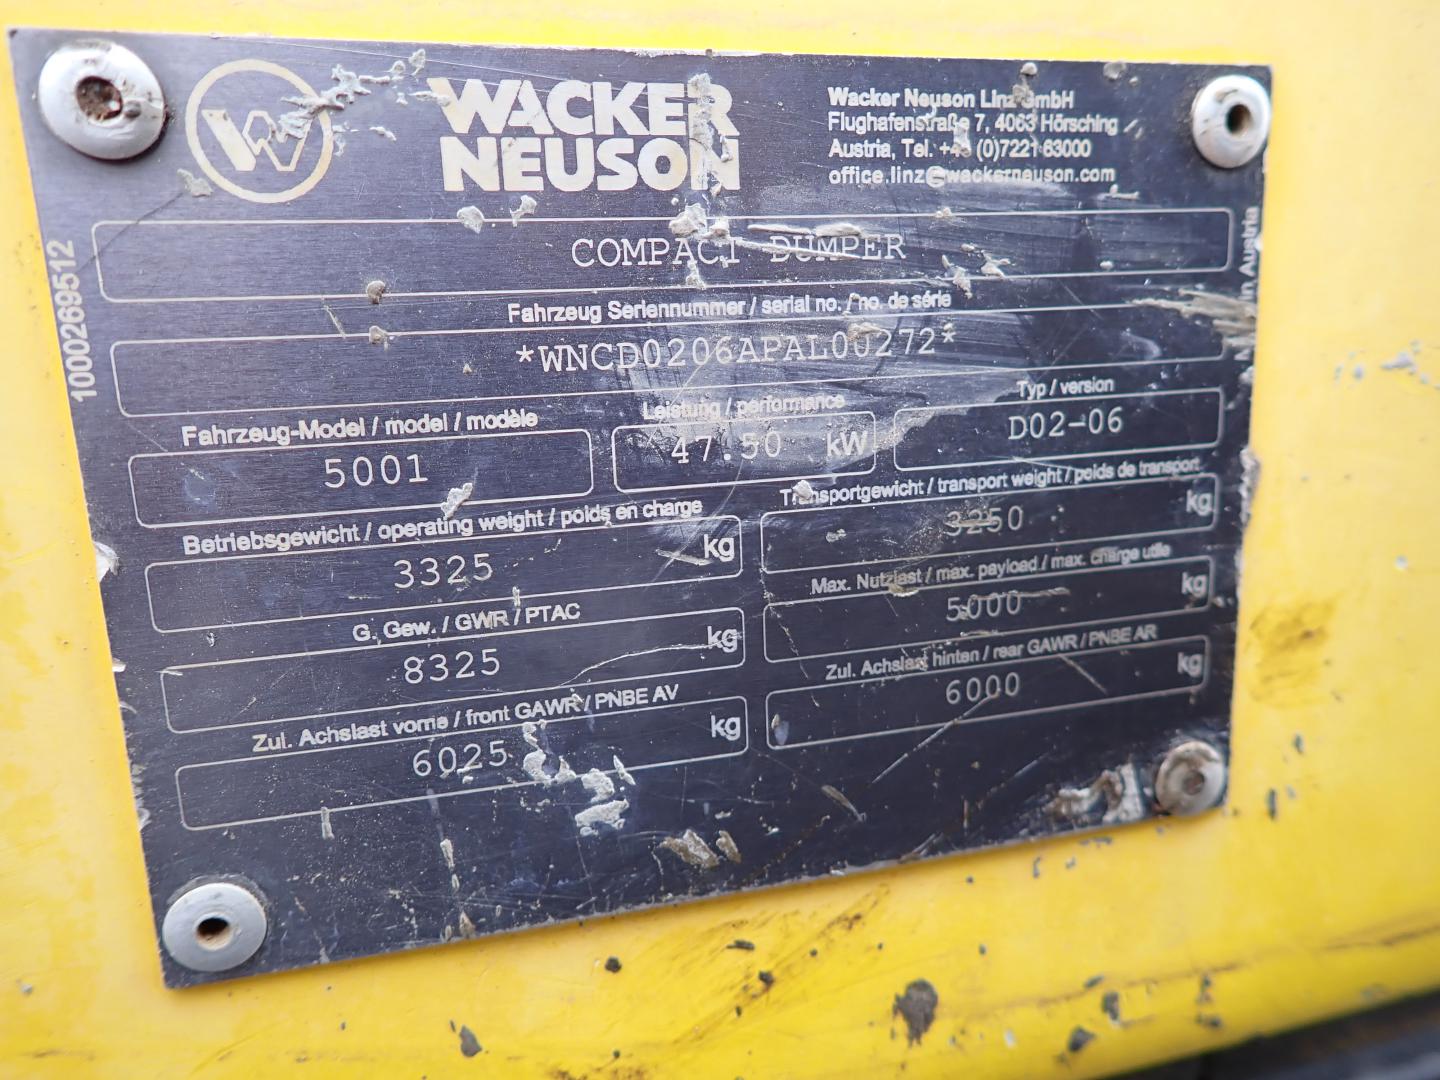 WACKER
NEUSON
Wacker Neuson Linz GmbH
Flughafenstraße 7, 4063 Hörsching
Austria, Tel. +43 (0)7221 63000
office.linz@wackerneuson.com
COMPACT DUMPER
Fahrzeug Seriennummer / serial no. / no. de série
*WNCD0206APAL00272*
Fahrzeug-Model / model / modèle
5001
Leistung / performance
47.50 kW
Typ / version
D02-06
Betriebsgewicht / operating weight / poids en charge
3325 kg
Transportgewicht / transport weight / poids de transport
3250 kg
G. Gew. / GWR / PTAC
8325 kg
Max. Nutzlast / max. payload / max. charge utile
5000 kg
Zul. Achslast vorne / front GAWR / PNBE AV
6025 kg
Zul. Achslast hinten / rear GAWR / PNBE AR
6000 kg
1000269512
in Austria